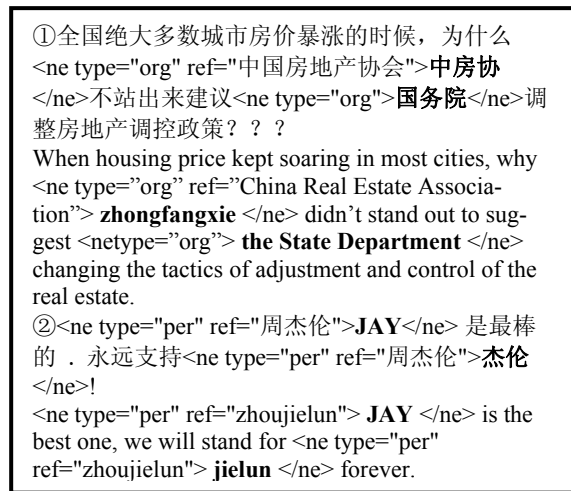 ①全国绝大多数城市房价暴涨的时候，为什么
<ne type="org" ref="中国房地产协会">中房协
</ne>不站出来建议<ne type="org">国务院</ne>调
整房地产调控政策？？？
When housing price kept soaring in most cities, why
<ne type=”org” ref=”China Real Estate Associa-
tion”> zhongfangxie </ne> didn’t stand out to sug-
gest <netype=”org”> the State Department </ne>
changing the tactics of adjustment and control of the
real estate.
②<ne type="per" ref="周杰伦">JAY</ne> 是最棒
的 ．永远支持<ne type="per" ref="周杰伦">杰伦
</ne>!
<ne type="per" ref="zhoujielun"> JAY </ne> is the
best one, we will stand for <ne type="per"
ref="zhoujielun"> jielun </ne> forever.